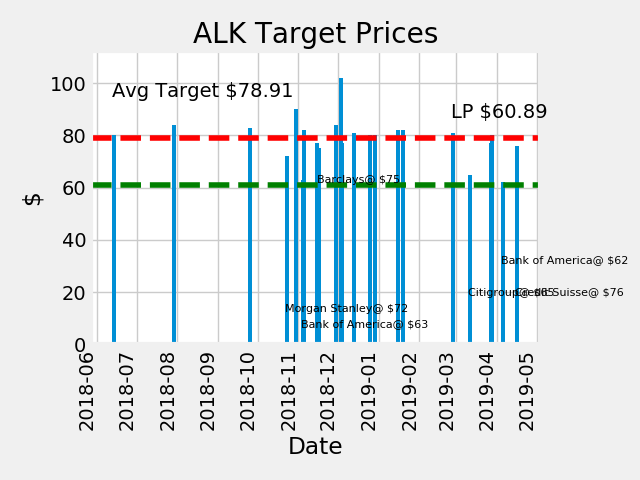 ALK Target Prices
Avg Target $78.91
LP $60.89
$
100
80
60
40
20
0
Barclays@ $75
Bank of America@ $62
Citigroup@ $65
Credit Suisse@ $76
Morgan Stanley@ $72
Bank of America@ $63
2018-06
2018-07
2018-08
2018-09
2018-10
2018-11
2018-12
2019-01
2019-02
2019-03
2019-04
2019-05
Date